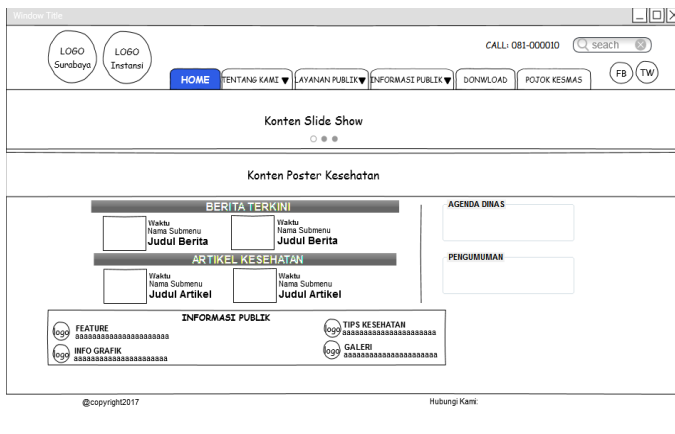 Window Title
LOGO
Surabaya
LOGO
Instansi
CALL: 081-000010
seach
HOME
TENTANG KAMI
LAYANAN PUBLIK
INFORMASI PUBLIK
DONWLOAD
POJOK KESMAS
FB
TW
Konten Slide Show
Konten Poster Kesehatan
BERITA TERKINI
Waktu
Nama Submenu
Judul Berita
Waktu
Nama Submenu
Judul Berita
ARTIKEL KESEHATAN
Waktu
Nama Submenu
Judul Artikel
Waktu
Nama Submenu
Judul Artikel
AGENDA DINAS
PENGUMUMAN
INFORMASI PUBLIK
logo
FEATURE
aaaaaaaaaaaaaaaaaaaaaa
logo
TIPS KESEHATAN
aaaaaaaaaaaaaaaaaaaaaa
logo
INFO GRAFIK
aaaaaaaaaaaaaaaaaaaaaa
logo
GALERI
aaaaaaaaaaaaaaaaaaaaaa
@copyright2017
Hubungi Kami: